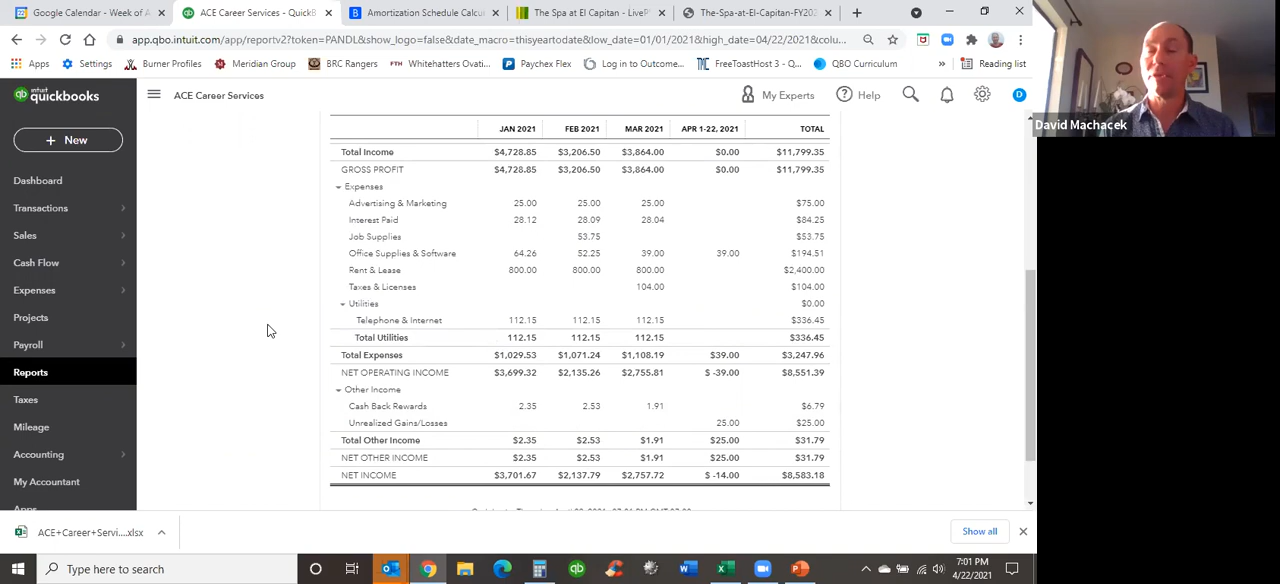 Google Calendar - Week of A
ACE Career Services - QuickB
Amortization Schedule Calcu
The Spa at El Capitan - LiveP
The-Spa-at-El-Capitan-FY202
app.qbo.intuit.com/app/reportv2?token=PANDL&show_logo=false&date_macro=thisyeartodate&low_date=01/01/2021&high_date=04/22/2021&colu...
Apps
Settings
Burner Profiles
Meridian Group
BRC Rangers
FTH Whitehatters Ovati...
Paychex Flex
Log in to Outcome...
FreeToastHost 3 - Q...
QBO Curriculum
»
Reading list
intuit quickbooks
ACE Career Services
My Experts
Help
D
David Machacek
+ New
Dashboard
Transactions
Sales
Cash Flow
Expenses
Projects
Payroll
Reports
Taxes
Mileage
Accounting
My Accountant
Apps
JAN 2021 FEB 2021 MAR 2021 APR 1-22, 2021 TOTAL
Total Income $4,728.85 $3,206.50 $3,864.00 $0.00 $11,799.35
GROSS PROFIT $4,728.85 $3,206.50 $3,864.00 $0.00 $11,799.35
Expenses
Advertising & Marketing 25.00 25.00 25.00 $75.00
Interest Paid 28.12 28.09 28.04 $84.25
Job Supplies 53.75 $53.75
Office Supplies & Software 64.26 52.25 39.00 39.00 $194.51
Rent & Lease 800.00 800.00 800.00 $2,400.00
Taxes & Licenses 104.00 $104.00
Utilities $0.00
Telephone & Internet 112.15 112.15 112.15 $336.45
Total Utilities 112.15 112.15 112.15 $336.45
Total Expenses $1,029.53 $1,071.24 $1,108.19 $39.00 $3,247.96
NET OPERATING INCOME $3,699.32 $2,135.26 $2,755.81 $ -39.00 $8,551.39
Other Income
Cash Back Rewards 2.35 2.53 1.91 $6.79
Unrealized Gains/Losses 25.00 $25.00
Total Other Income $2.35 $2.53 $1.91 $25.00 $31.79
NET OTHER INCOME $2.35 $2.53 $1.91 $25.00 $31.79
NET INCOME $3,701.67 $2,137.79 $2,757.72 $ -14.00 $8,583.18
ACE+Career+Servi....xlsx
Show all
Type here to search
7:01 PM
4/22/2021